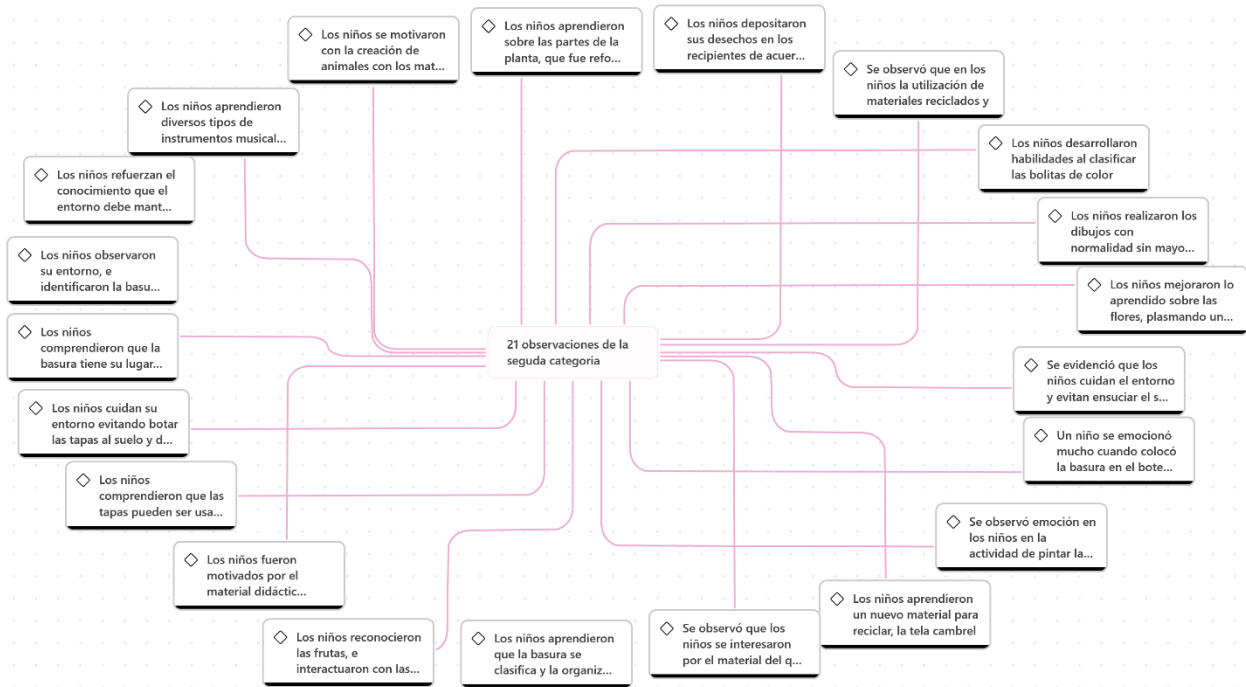 Los niños se motivaron
con la creación de
animales con los mat...
Los niños aprendieron
sobre las partes de la
planta, que fue refo...
Los niños depositaron
sus desechos en los
recipientes de acuer...
Se observó que en los
niños la utilización de
materiales reciclados y
Los niños aprendieron
diversos tipos de
instrumentos musical...
Los niños desarrollaron
habilidades al clasificar
las bolitas de color
Los niños refuerzan el
conocimiento que el
entorno debe mant...
Los niños realizaron los
dibujos con
normalidad sin mayo...
Los niños observaron
su entorno, e
identificaron la basu...
Los niños mejoraron lo
aprendido sobre las
flores, plasmando un...
Los niños
comprendieron que la
basura tiene su lugar...
21 observaciones de la
seguda categoria
Se evidenció que los
niños cuidan el entorno
y evitan ensuciar el s...
Los niños cuidan su
entorno evitando botar
las tapas al suelo y d...
Un niño se emocionó
mucho cuando colocó
la basura en el bote...
Los niños
comprendieron que las
tapas pueden ser usa...
Se observó emoción en
los niños en la
actividad de pintar la...
Los niños fueron
motivados por el
material didáctic...
Los niños aprendieron
un nuevo material para
reciclar, la tela cambrel
Los niños reconocieron
las frutas, e
interactuaron con las...
Los niños aprendieron
que la basura se
clasifica y la organiz...
Se observó que los
niños se interesaron
por el material del q...